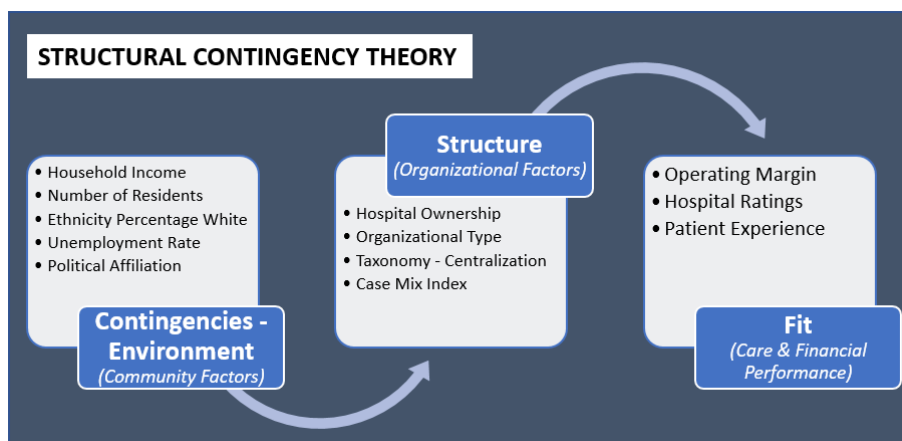 STRUCTURAL CONTINGENCY THEORY
• Household Income
• Number of Residents
• Ethnicity Percentage White
• Unemployment Rate
• Political Affiliation
Contingencies -
Environment
(Community Factors)
Structure
(Organizational Factors)
• Hospital Ownership
• Organizational Type
• Taxonomy - Centralization
• Case Mix Index
• Operating Margin
• Hospital Ratings
• Patient Experience
Fit
(Care & Financial
Performance)